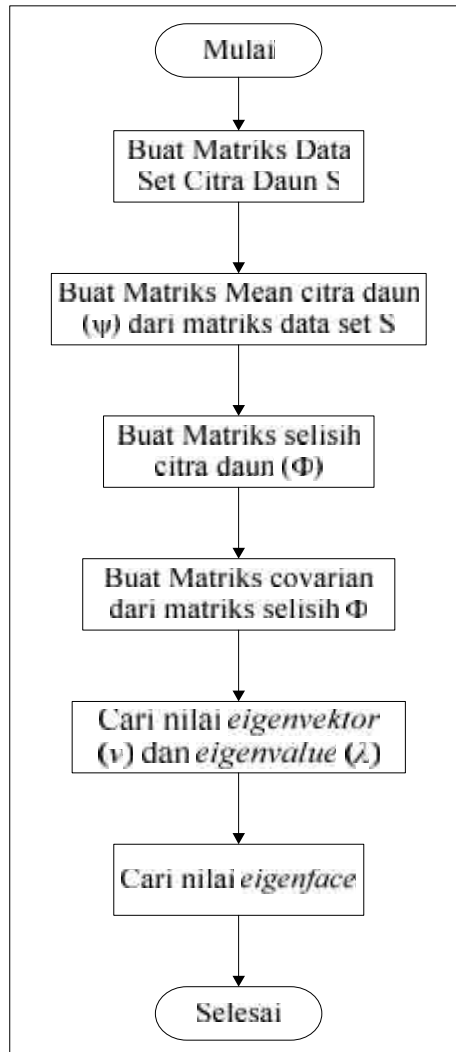 Mulai
Buat Matriks Data
Set Citra Daun S
Buat Matriks Mean citra daun
(ψ) dari matriks data set S
Buat Matriks selisih
citra daun (Φ)
Buat Matriks covarian
dari matriks selisih Φ
Cari nilai eigenvektor
(v) dan eigenvalue (λ)
Cari nilai eigenface
Selesai